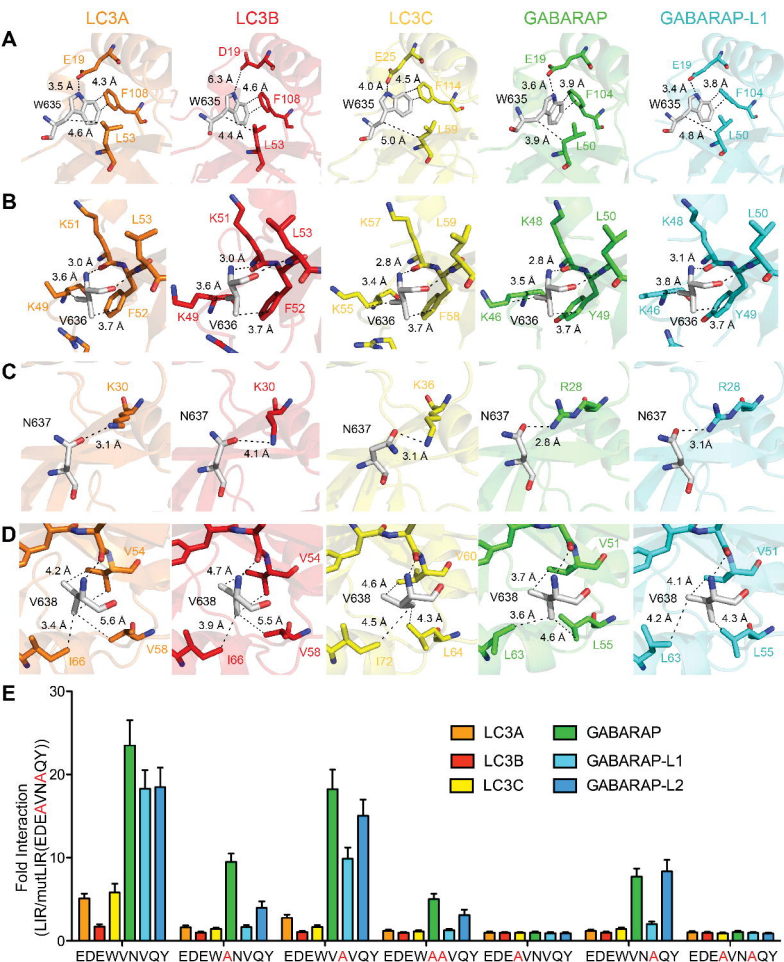 LC3A LC3B LC3C GABARAP GABARAP-L1
A
E19 D19 E25 E19 E19
3.5 Å 4.3 Å F108 W635 4.6 Å L53
6.3 Å 4.6 Å F108 W635 4.4 Å L53
4.0 Å 4.5 Å F114 W635 5.0 Å L59
3.6 Å 3.9 Å F104 W635 3.9 Å L50
3.4 Å 3.8 Å F104 W635 4.8 Å L50
B
K51 L53 3.0 Å 3.6 Å K49 V636 F52 3.7 Å
K51 L53 3.0 Å 3.6 Å K49 V636 F52 3.7 Å
K57 L59 2.8 Å 3.4 Å K55 V636 F58 3.7 Å
K48 L50 2.8 Å 3.5 Å K46 V636 Y49 3.7 Å
K48 L50 3.1 Å 3.8 Å K46 V636 Y49 3.7 Å
C
K30 N637 3.1 Å
K30 N637 4.1 Å
K36 N637 3.1 Å
R28 N637 2.8 Å
R28 N637 3.1 Å
D
V54 4.2 Å V638 3.4 Å 5.6 Å I66 V58
V54 4.7 Å V638 3.9 Å 5.5 Å I66 V58
V60 4.6 Å V638 4.5 Å 4.3 Å I72 L64
V51 3.7 Å V638 3.6 Å 4.6 Å L63 L55
V51 4.1 Å V638 4.2 Å 4.3 Å L63 L55
E
Fold Interaction
(LIR/mutLIR(EDEAVNAQY))
30
20
10
0
LC3A GABARAP
LC3B GABARAP-L1
LC3C GABARAP-L2
EDEWVNVQY EDEWANVQY EDEWVAVQY EDEWAAVQY EDEAVNVQY EDEWVNAQY EDEAVNAQY